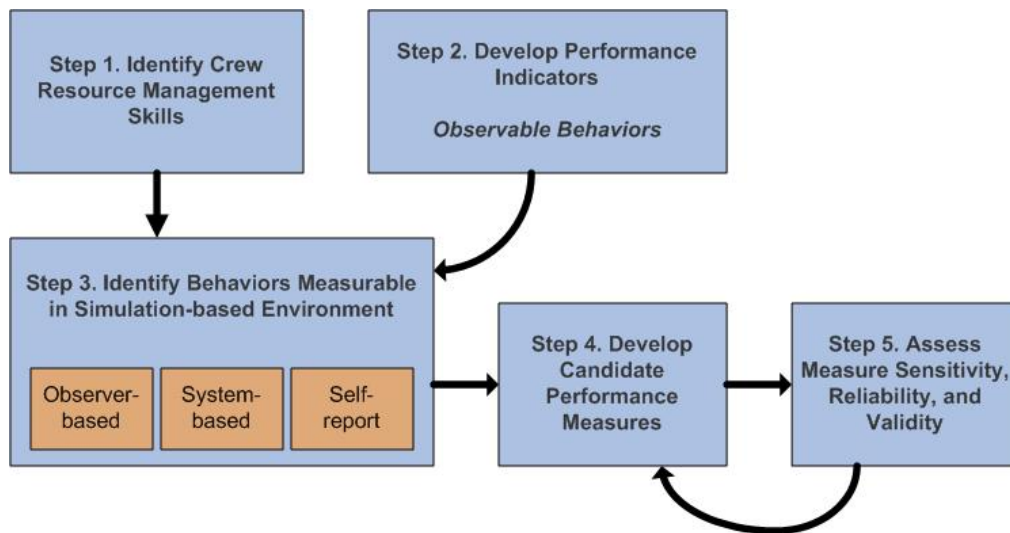 Step 1. Identify Crew
Resource Management
Skills
Step 2. Develop Performance
Indicators
Observable Behaviors
Step 3. Identify Behaviors Measurable
in Simulation-based Environment
Observer-
based
System-
based
Self-
report
Step 4. Develop
Candidate
Performance
Measures
Step 5. Assess
Measure Sensitivity,
Reliability, and
Validity